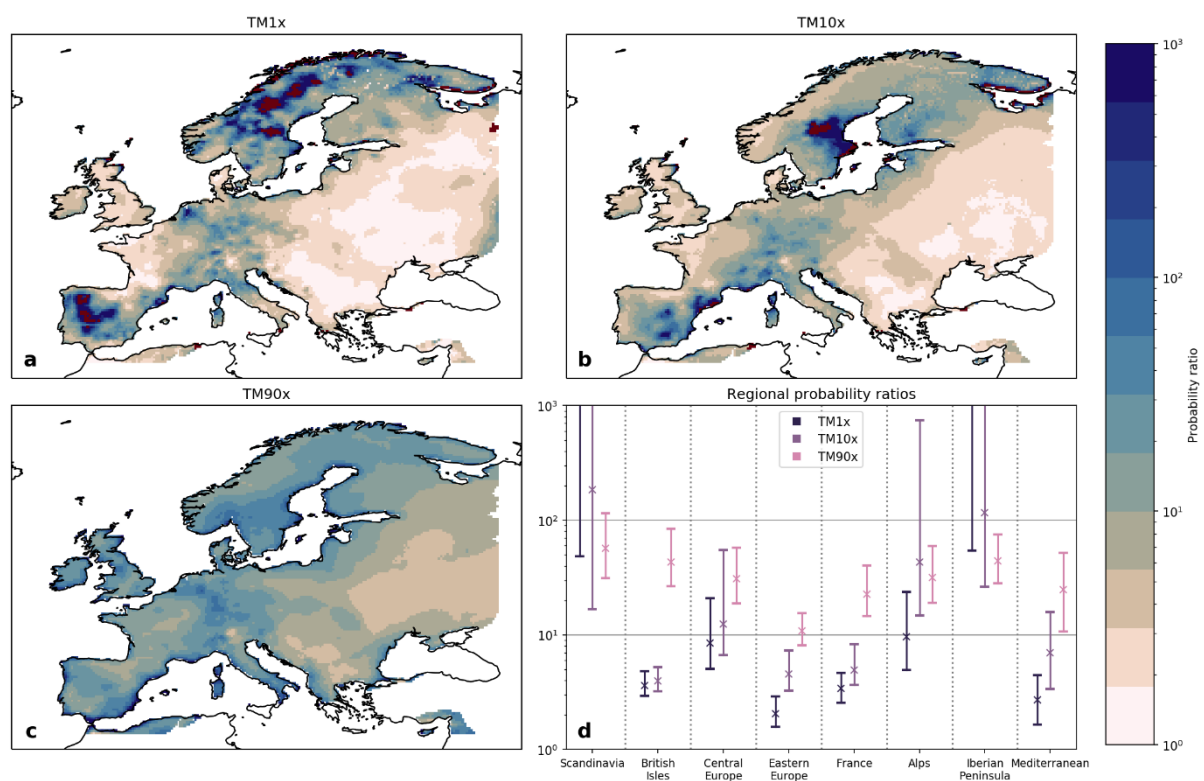 TM1x
TM10x
a
b
TM90x
Regional probability ratios
c
d
10³
10²
10¹
10⁰
TM1x
TM10x
TM90x
Scandinavia
British
Isles
Central
Europe
Eastern
Europe
France
Alps
Iberian
Peninsula
Mediterranean
10³
10²
10¹
10⁰
Probability ratio